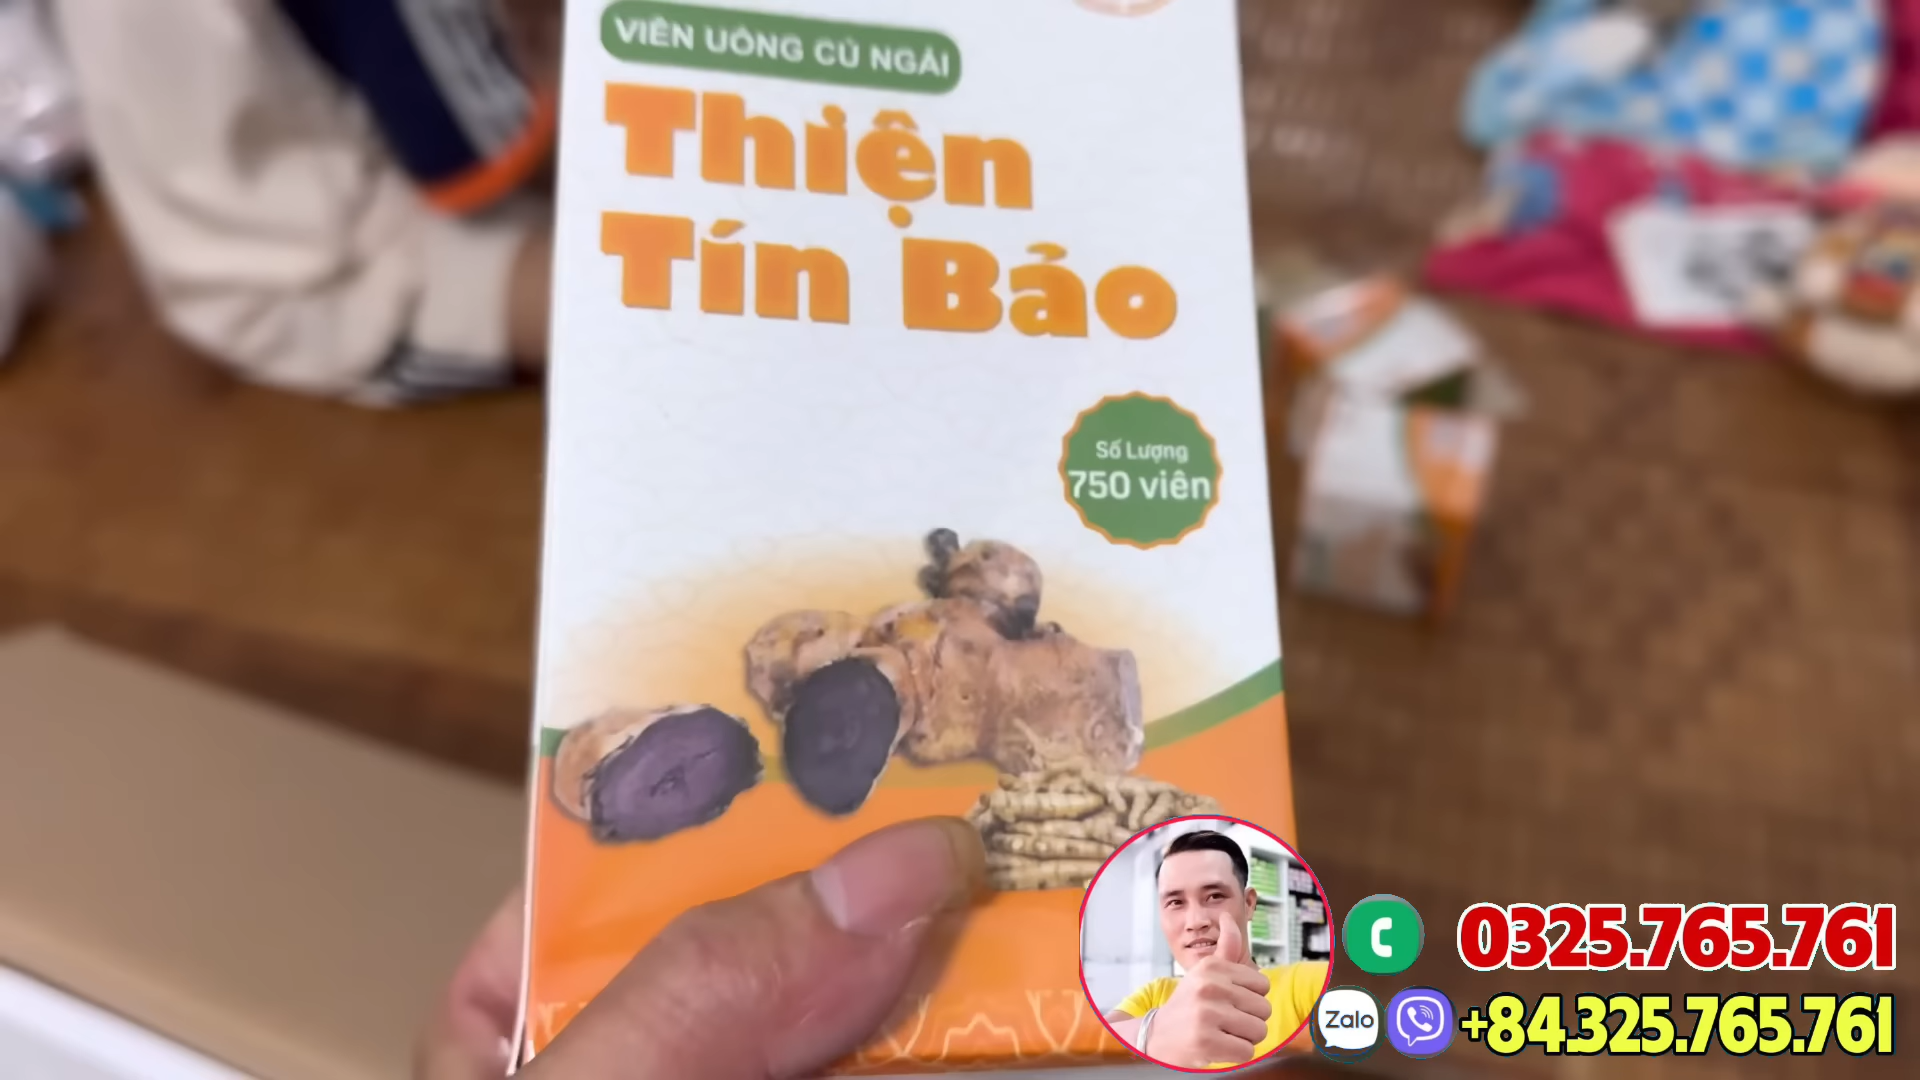 VIÊN UỐNG CỦ NGẢI
Thiện
Tín Bảo
Số Lượng
750 viên
0325.765.761
Zalo
+84.325.765.761